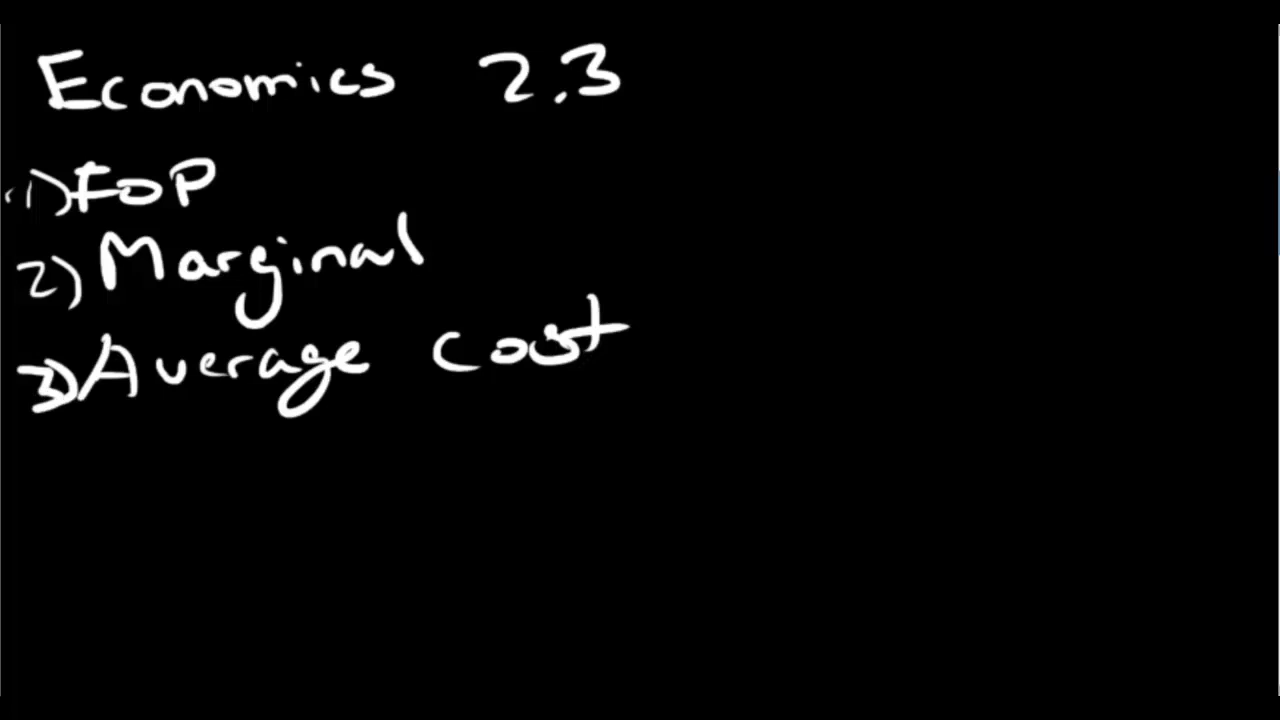 Economics 2.3
1) FOP
2) Marginal
3) Average cost